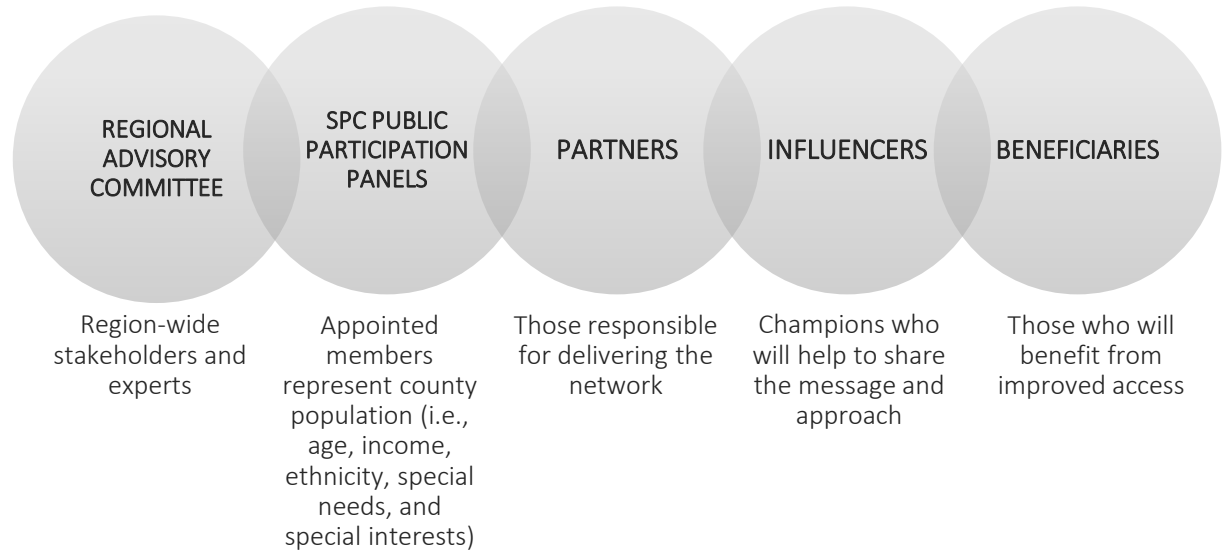 REGIONAL
ADVISORY
COMMITTEE
SPC PUBLIC
PARTICIPATION
PANELS
PARTNERS
INFLUENCERS
BENEFICIARIES
Region-wide
stakeholders and
experts
Appointed
members
represent county
population (i.e.,
age, income,
ethnicity, special
needs, and
special interests)
Those responsible
for delivering the
network
Champions who
will help to share
the message and
approach
Those who will
benefit from
improved access